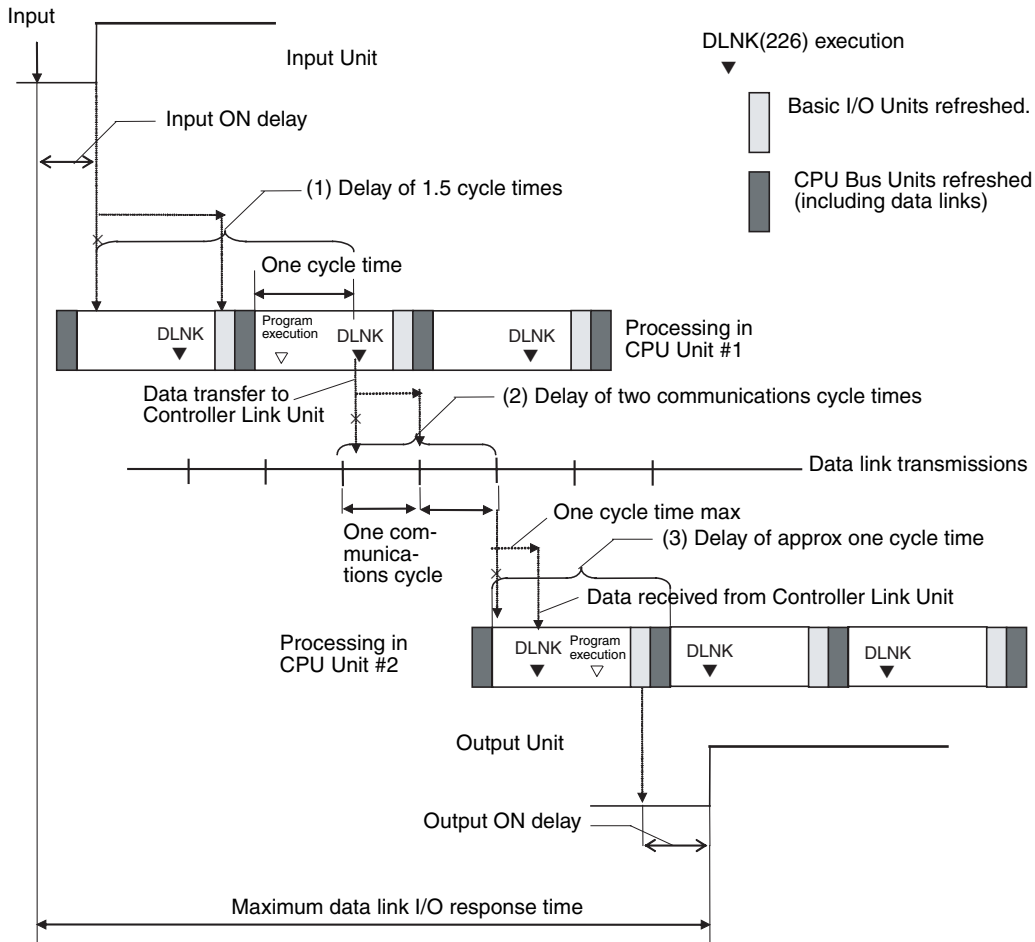 Input
Input Unit
DLNK(226) execution
Basic I/O Units refreshed.
Input ON delay
CPU Bus Units refreshed
(including data links)
(1) Delay of 1.5 cycle times
One cycle time
DLNK
Program
execution
DLNK
DLNK
Processing in
CPU Unit #1
Data transfer to
Controller Link Unit
(2) Delay of two communications cycle times
Data link transmissions
One com-
munica-
tions cycle
One cycle time max
(3) Delay of approx one cycle time
Data received from Controller Link Unit
Processing in
CPU Unit #2
DLNK
Program
execution
DLNK
DLNK
Output Unit
Output ON delay
Maximum data link I/O response time